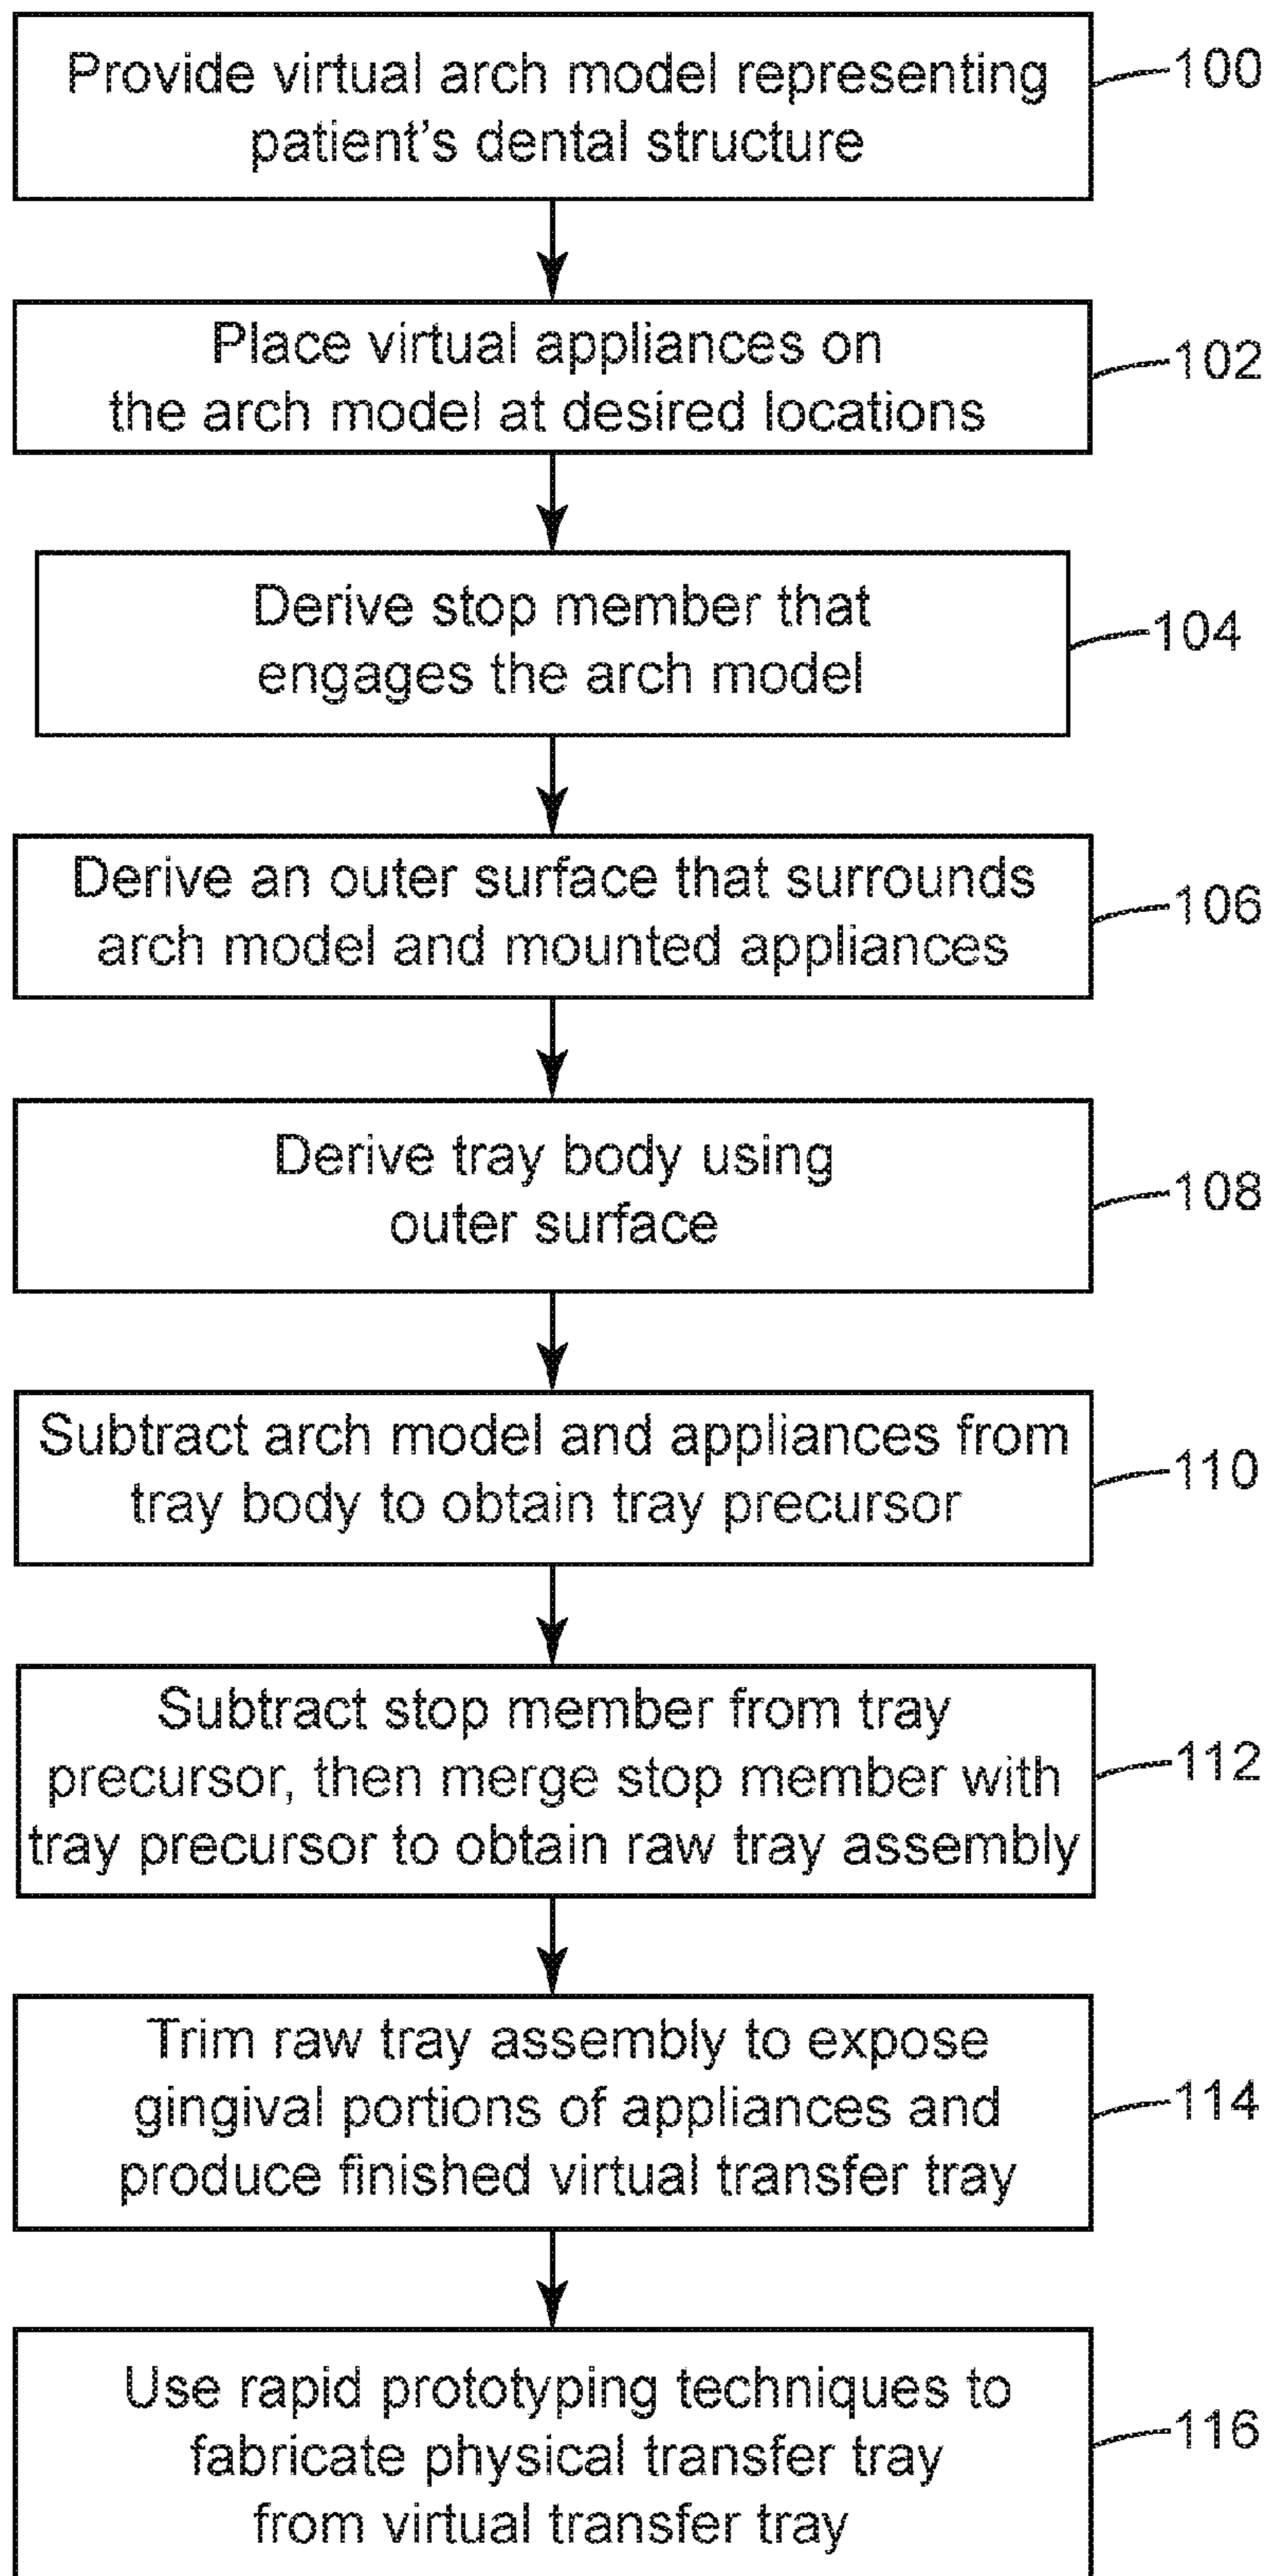 Provide virtual arch model representing
patient's dental structure
100
Place virtual appliances on
the arch model at desired locations
102
Derive stop member that
engages the arch model
104
Derive an outer surface that surrounds
arch model and mounted appliances
106
Derive tray body using
outer surface
108
Subtract arch model and appliances from
tray body to obtain tray precursor
110
Subtract stop member from tray
precursor, then merge stop member with
tray precursor to obtain raw tray assembly
112
Trim raw tray assembly to expose
gingival portions of appliances and
produce finished virtual transfer tray
114
Use rapid prototyping techniques to
fabricate physical transfer tray
from virtual transfer tray
116